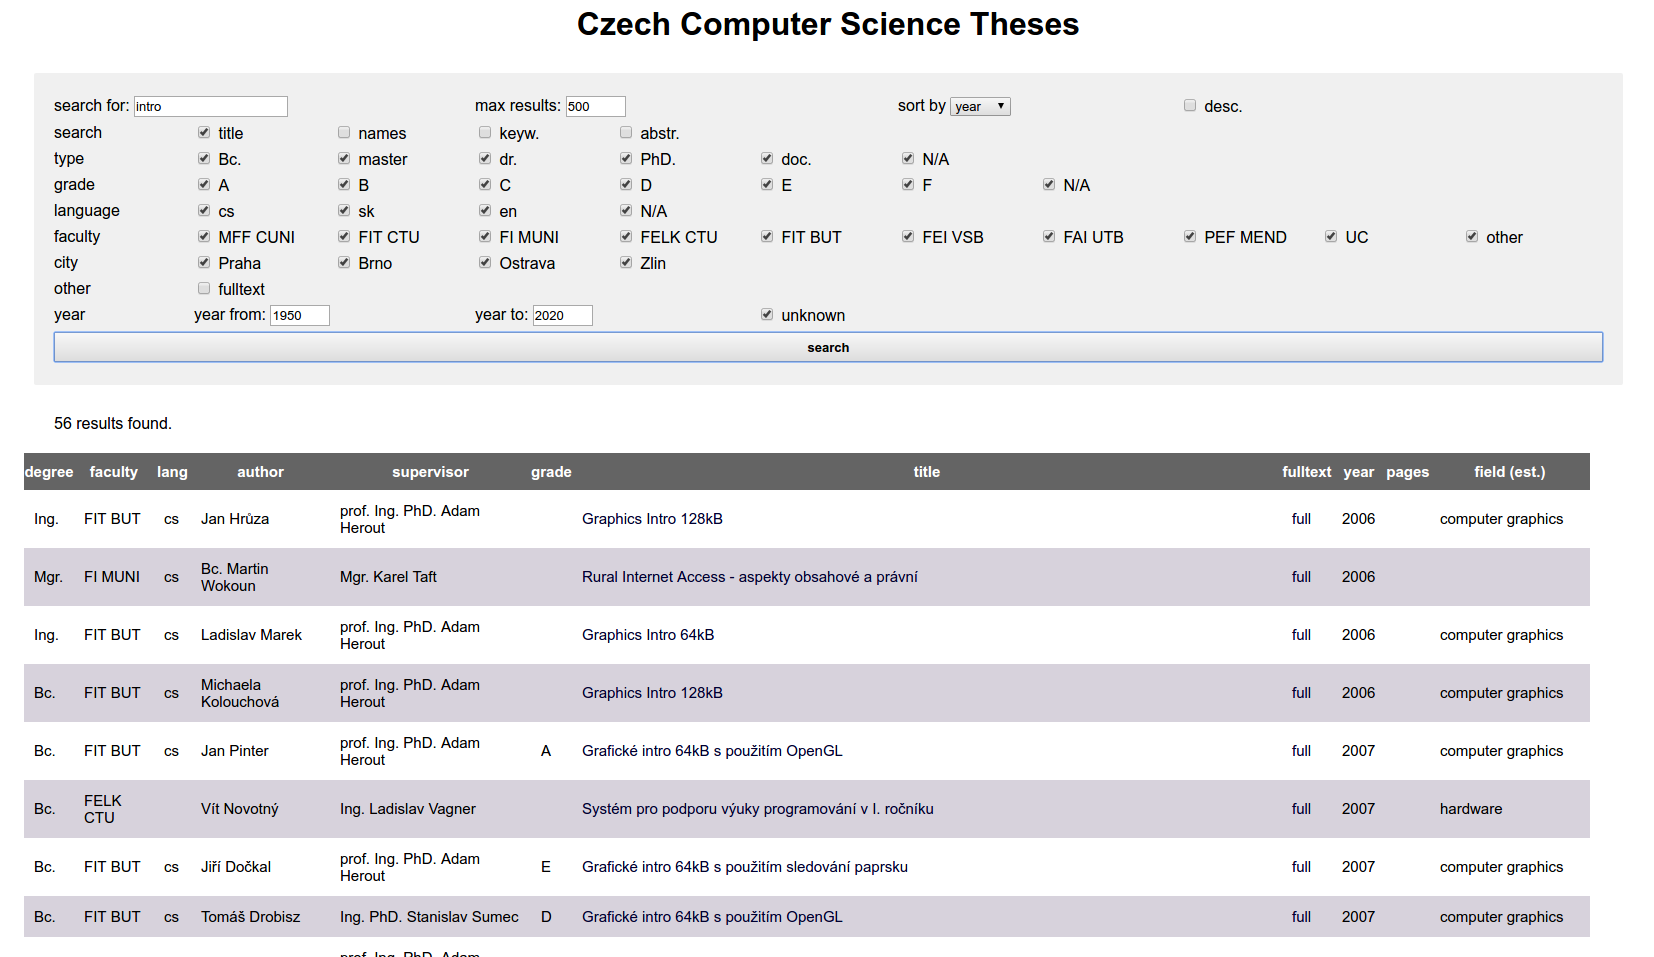 Czech Computer Science Theses
search for: intro max results: 500 sort by year desc.
search title names keyw. abstr.
type Bc. master dr. PhD. doc. N/A
grade A B C D E F N/A
language cs sk en N/A
faculty MFF CUNI FIT CTU FI MUNI FELK CTU FIT BUT FEI VSB FAI UTB PEF MEND UC other
city Praha Brno Ostrava Zlin
other fulltext
year year from: 1950 year to: 2020 unknown
search
56 results found.
degree faculty lang author supervisor grade title fulltext year pages field (est.)
Ing. FIT BUT cs Jan Hrůza prof. Ing. PhD. Adam Herout Graphics Intro 128kB full 2006 computer graphics
Mgr. FI MUNI cs Bc. Martin Wokoun Mgr. Karel Taft Rural Internet Access - aspekty obsahové a právní full 2006
Ing. FIT BUT cs Ladislav Marek prof. Ing. PhD. Adam Herout Graphics Intro 64kB full 2006 computer graphics
Bc. FIT BUT cs Michaela Kolouchová prof. Ing. PhD. Adam Herout Graphics Intro 128kB full 2006 computer graphics
Bc. FIT BUT cs Jan Pinter prof. Ing. PhD. Adam Herout A Grafické intro 64kB s použitím OpenGL full 2007 computer graphics
Bc. FELK CTU Vít Novotný Ing. Ladislav Vagner Systém pro podporu výuky programování v I. ročníku full 2007 hardware
Bc. FIT BUT cs Jiří Dočkal prof. Ing. PhD. Adam Herout E Grafické intro 64kB s použitím sledování paprsku full 2007 computer graphics
Bc. FIT BUT cs Tomáš Drobisz Ing. PhD. Stanislav Sumec D Grafické intro 64kB s použitím OpenGL full 2007 computer graphics
prof. Ing. PhD. Adam